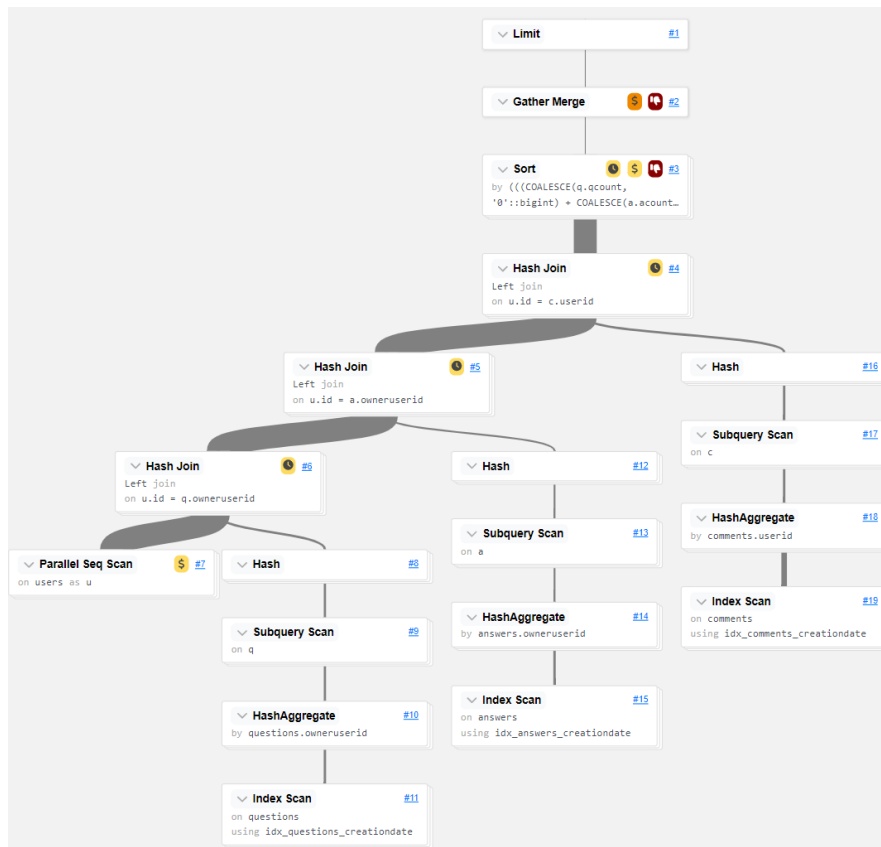 Limit #1
Gather Merge $ #2
Sort $ #3
by (((COALESCE(q.qcount,
'0'::bigint) + COALESCE(a.acount…
Hash Join #4
Left join
on u.id = c.userid
Hash Join #5
Left join
on u.id = a.owneruserid
Hash #16
Subquery Scan #17
on c
Hash Join #6
Left join
on u.id = q.owneruserid
Hash #12
HashAggregate #18
by comments.userid
Subquery Scan #13
on a
Parallel Seq Scan $ #7
on users as u
Hash #8
Index Scan #19
on comments
using idx_comments_creationdate
HashAggregate #14
by answers.owneruserid
Subquery Scan #9
on q
Index Scan #15
on answers
using idx_answers_creationdate
HashAggregate #10
by questions.owneruserid
Index Scan #11
on questions
using idx_questions_creationdate